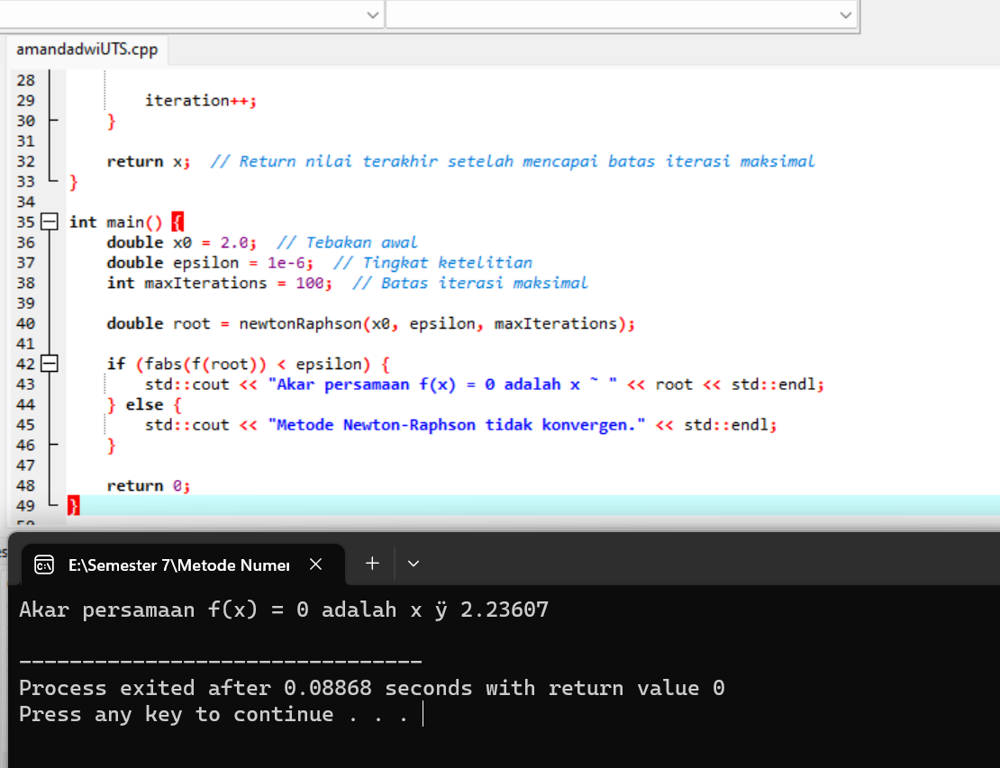 amandadwiUTS.cpp
28
29 iteration++;
30 }
31
32 return x; // Return nilai terakhir setelah mencapai batas iterasi maksimal
33 }
34
35 int main() {
36 double x0 = 2.0; // Tebakan awal
37 double epsilon = 1e-6; // Tingkat ketelitian
38 int maxIterations = 100; // Batas iterasi maksimal
39
40 double root = newtonRaphson(x0, epsilon, maxIterations);
41
42 if (fabs(f(root)) < epsilon) {
43 std::cout << "Akar persamaan f(x) = 0 adalah x ˜ " << root << std::endl;
44 } else {
45 std::cout << "Metode Newton-Raphson tidak konvergen." << std::endl;
46 }
47
48 return 0;
49 }
E:\Semester 7\Metode Numer
Akar persamaan f(x) = 0 adalah x ÿ 2.23607
--------------------------------
Process exited after 0.08868 seconds with return value 0
Press any key to continue . . .